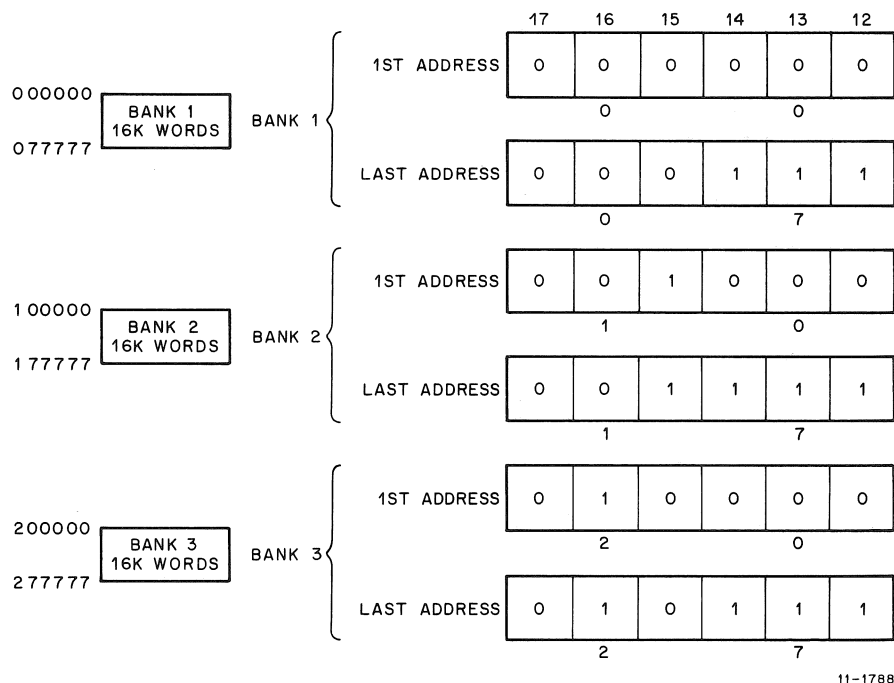 17 16 15 14 13 12
1ST ADDRESS 0 0 0 0 0 0
0 0
000000
BANK 1
16K WORDS
077777
BANK 1
LAST ADDRESS 0 0 0 1 1 1
0 7
1ST ADDRESS 0 0 1 0 0 0
1 0
100000
BANK 2
16K WORDS
177777
BANK 2
LAST ADDRESS 0 0 1 1 1 1
1 7
1ST ADDRESS 0 1 0 0 0 0
2 0
200000
BANK 3
16K WORDS
277777
BANK 3
LAST ADDRESS 0 1 0 1 1 1
2 7
11-1788